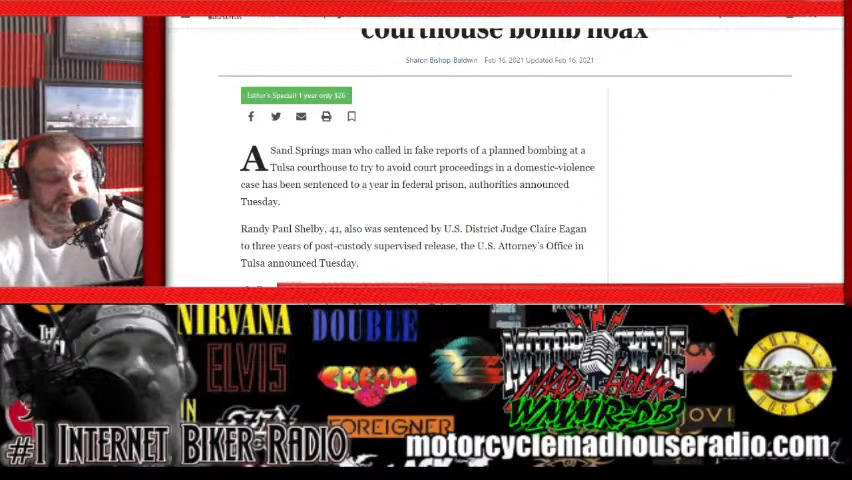 LEADER
courthouse bomb hoax
Sharon Bishop-Baldwin Feb 16, 2021 Updated Feb 16, 2021
Editor's Special! 1 year only $26
A Sand Springs man who called in fake reports of a planned bombing at a
Tulsa courthouse to try to avoid court proceedings in a domestic-violence
case has been sentenced to a year in federal prison, authorities announced
Tuesday.
Randy Paul Shelby, 41, also was sentenced by U.S. District Judge Claire Eagan
to three years of post-custody supervised release, the U.S. Attorney's Office in
Tulsa announced Tuesday.
NIRVANA
DOUBLE
ELVIS
CREAM
OZZY
FOREIGNER
MOTORCYCLE
MADHOUSE
WMMR-DB
GUNS N
ROSES
JOVI
#1 INTERNET BIKER RADIO
motorcyclemadhouseradio.com